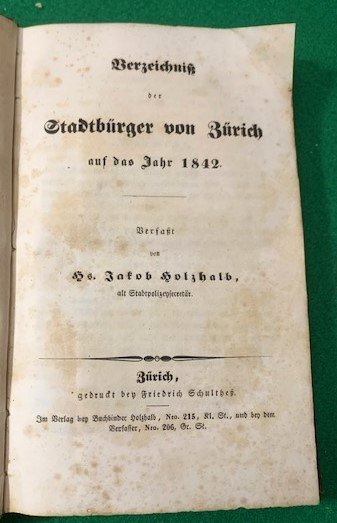 Verzeichniß
der
Stadtbürger von Zürich
auf das Jahr 1842.
Verfaßt
von
Hs. Jakob Holzhalb,
alt Stadtpolizeysecretär.
Zürich,
gedruckt bey Friedrich Schultheß.
Im Verlag bey Buchbinder Holzhalb, Nro. 215, Kl. St., und bey dem
Verfasser, Nro. 206, Gr. St.